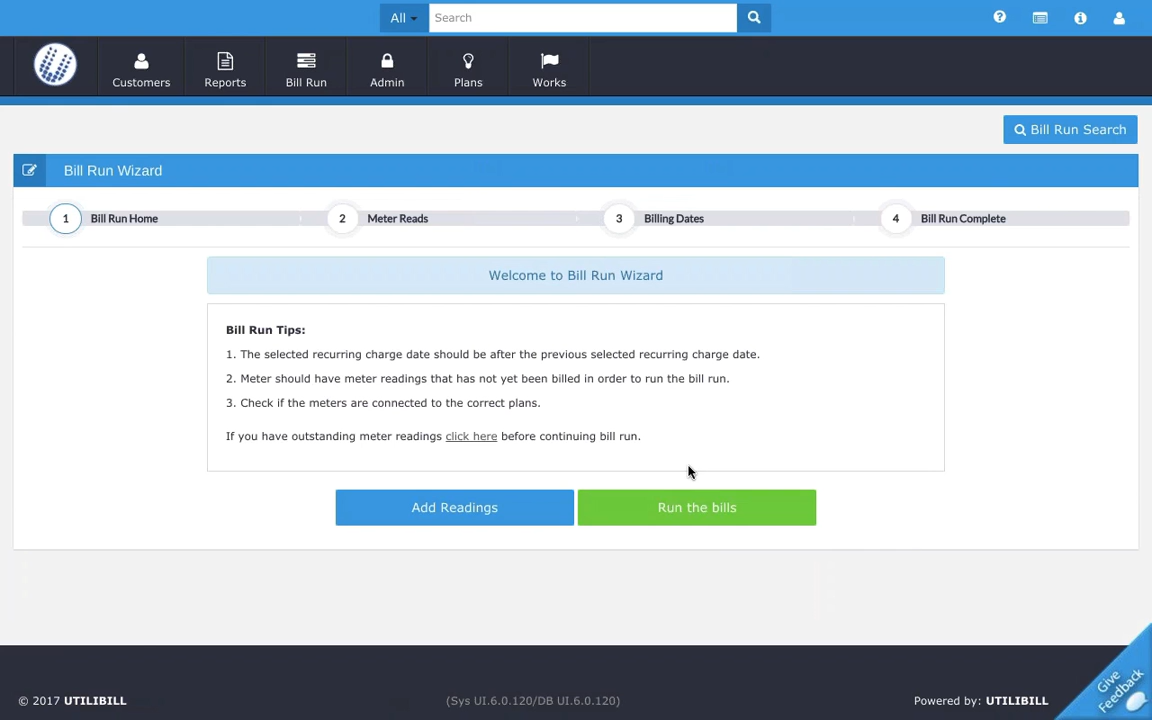 All
Search
Customers
Reports
Bill Run
Admin
Plans
Works
Bill Run Search
Bill Run Wizard
1 Bill Run Home
2 Meter Reads
3 Billing Dates
4 Bill Run Complete
Welcome to Bill Run Wizard
Bill Run Tips:
1. The selected recurring charge date should be after the previous selected recurring charge date.
2. Meter should have meter readings that has not yet been billed in order to run the bill run.
3. Check if the meters are connected to the correct plans.
If you have outstanding meter readings click here before continuing bill run.
Add Readings
Run the bills
Give
Feedback
© 2017 UTILIBILL
(Sys UI.6.0.120/DB UI.6.0.120)
Powered by: UTILIBILL